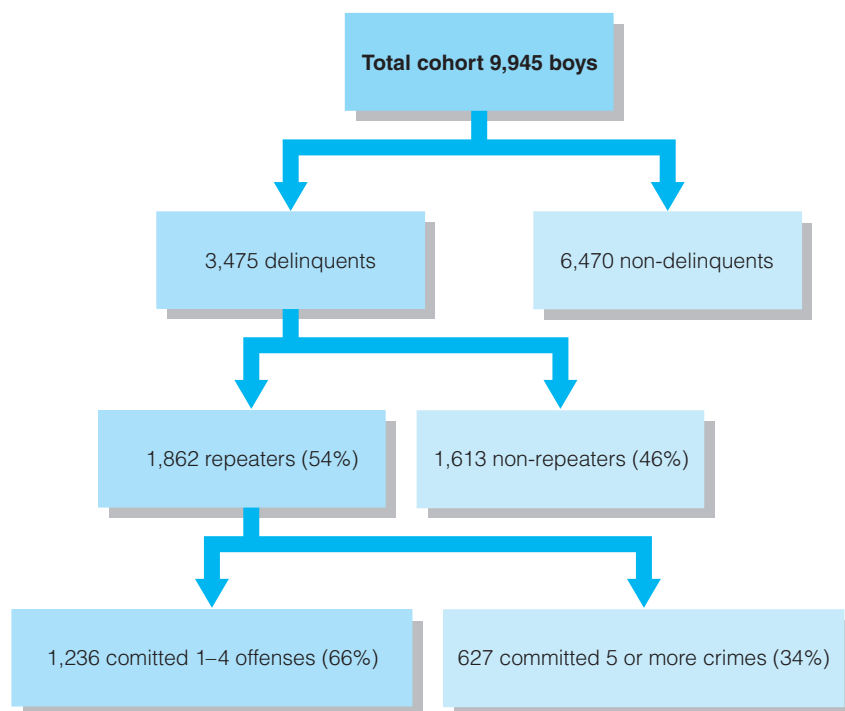 Total cohort 9,945 boys
3,475 delinquents
6,470 non-delinquents
1,862 repeaters (54%)
1,613 non-repeaters (46%)
1,236 comitted 1–4 offenses (66%)
627 committed 5 or more crimes (34%)